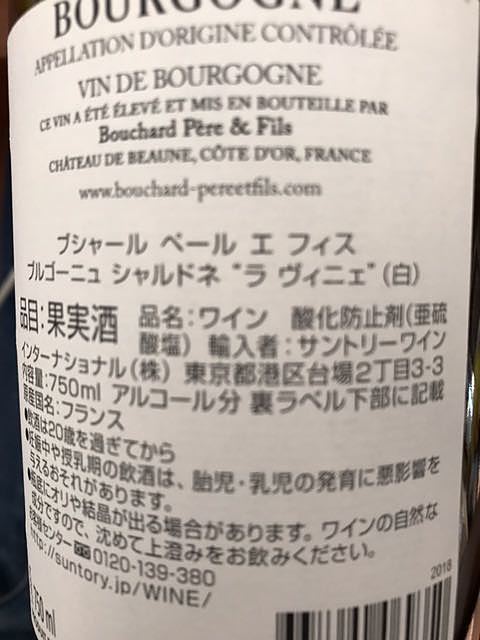 BOURGOGNE
APPELLATION D'ORIGINE CONTRÔLÉE
VIN DE BOURGOGNE
CE VIN A ÉTÉ ÉLEVÉ ET MIS EN BOUTEILLE PAR
Bouchard Père & Fils
CHÂTEAU DE BEAUNE, CÔTE D'OR, FRANCE
www.bouchard-pereetfils.com
ブシャール ペール エ フィス
ブルゴーニュ シャルドネ "ラ ヴィニェ"(白)
品目:果実酒 品名:ワイン 酸化防止剤(亜硫
酸塩) 輸入者:サントリーワイン
インターナショナル(株) 東京都港区台場2丁目3-3
内容量:750ml アルコール分 裏ラベル下部に記載
原産国名:フランス
●飲酒は20歳を過ぎてから
●妊娠中や授乳期の飲酒は、胎児・乳児の発育に悪影響を
与えるおそれがあります。
●瓶底にオリや結晶が出る場合があります。ワインの自然な
成分ですので、沈めて上澄みをお飲みください。
お客様センター 0120-139-380
http://suntory.jp/WINE/
2018
750 ml